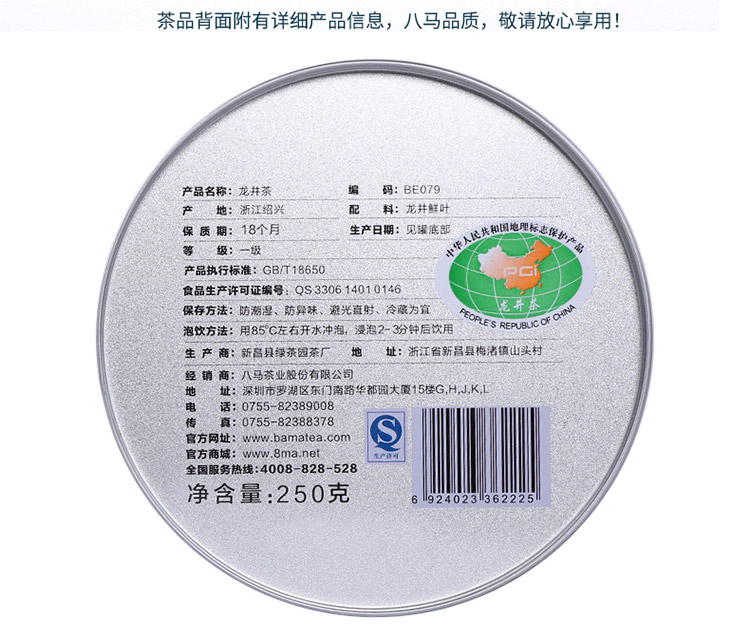 茶品背面附有详细产品信息，八马品质，敬请放心享用！
产品名称：龙井茶 编 码：BE079
产 地：浙江绍兴 配 料：龙井鲜叶
保 质 期：18个月 生产日期：见罐底部
等 级：一级
产品执行标准：GB/T18650
食品生产许可证编号：QS 3306 1401 0146
保存方法：防潮湿、防异味、避光直射、冷藏为宜
泡饮方法：用85℃左右开水冲泡，浸泡2-3分钟后饮用
生 产 商：新昌县绿茶园茶厂 地 址：浙江省新昌县梅渚镇山头村
经 销 商：八马茶业股份有限公司
地 址：深圳市罗湖区东门南路华都园大厦15楼G,H,J,K,L
电 话：0755-82389008
传 真：0755-82388378
官方网址：www.bamatea.com
官方商城：www.8ma.net
全国服务热线：4008-828-528
净含量：250克
中华人民共和国地理标志保护产品
PGI
龙井茶
PEOPLE'S REPUBLIC OF CHINA
QS
生产许可
6 924023 362225